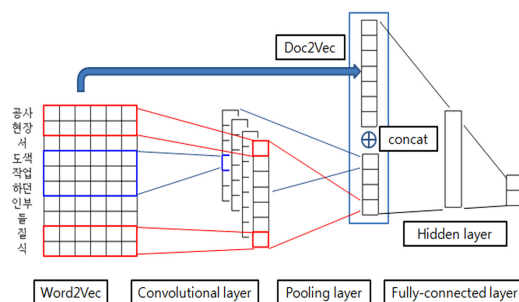 Doc2Vec
concat
공사
현장
서
도색
작업
하던
인부
들
질
식
Hidden layer
Word2Vec
Convolutional layer
Pooling layer
Fully-connected layer